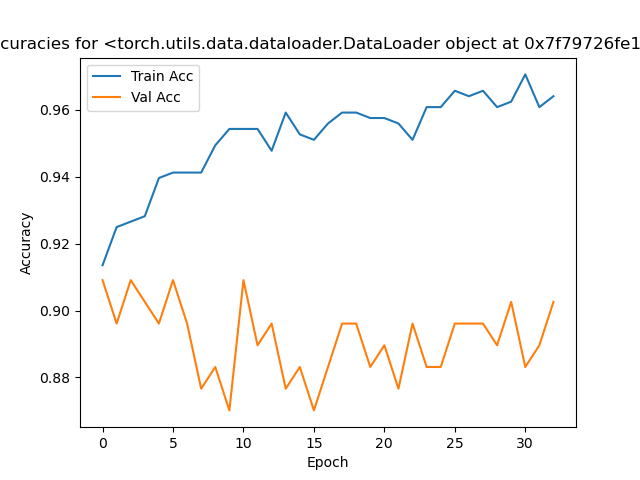 curacies for <torch.utils.data.dataloader.DataLoader object at 0x7f79726fe1
Train Acc
Val Acc
0.96
0.94
0.92
0.90
0.88
Accuracy
0 5 10 15 20 25 30
Epoch